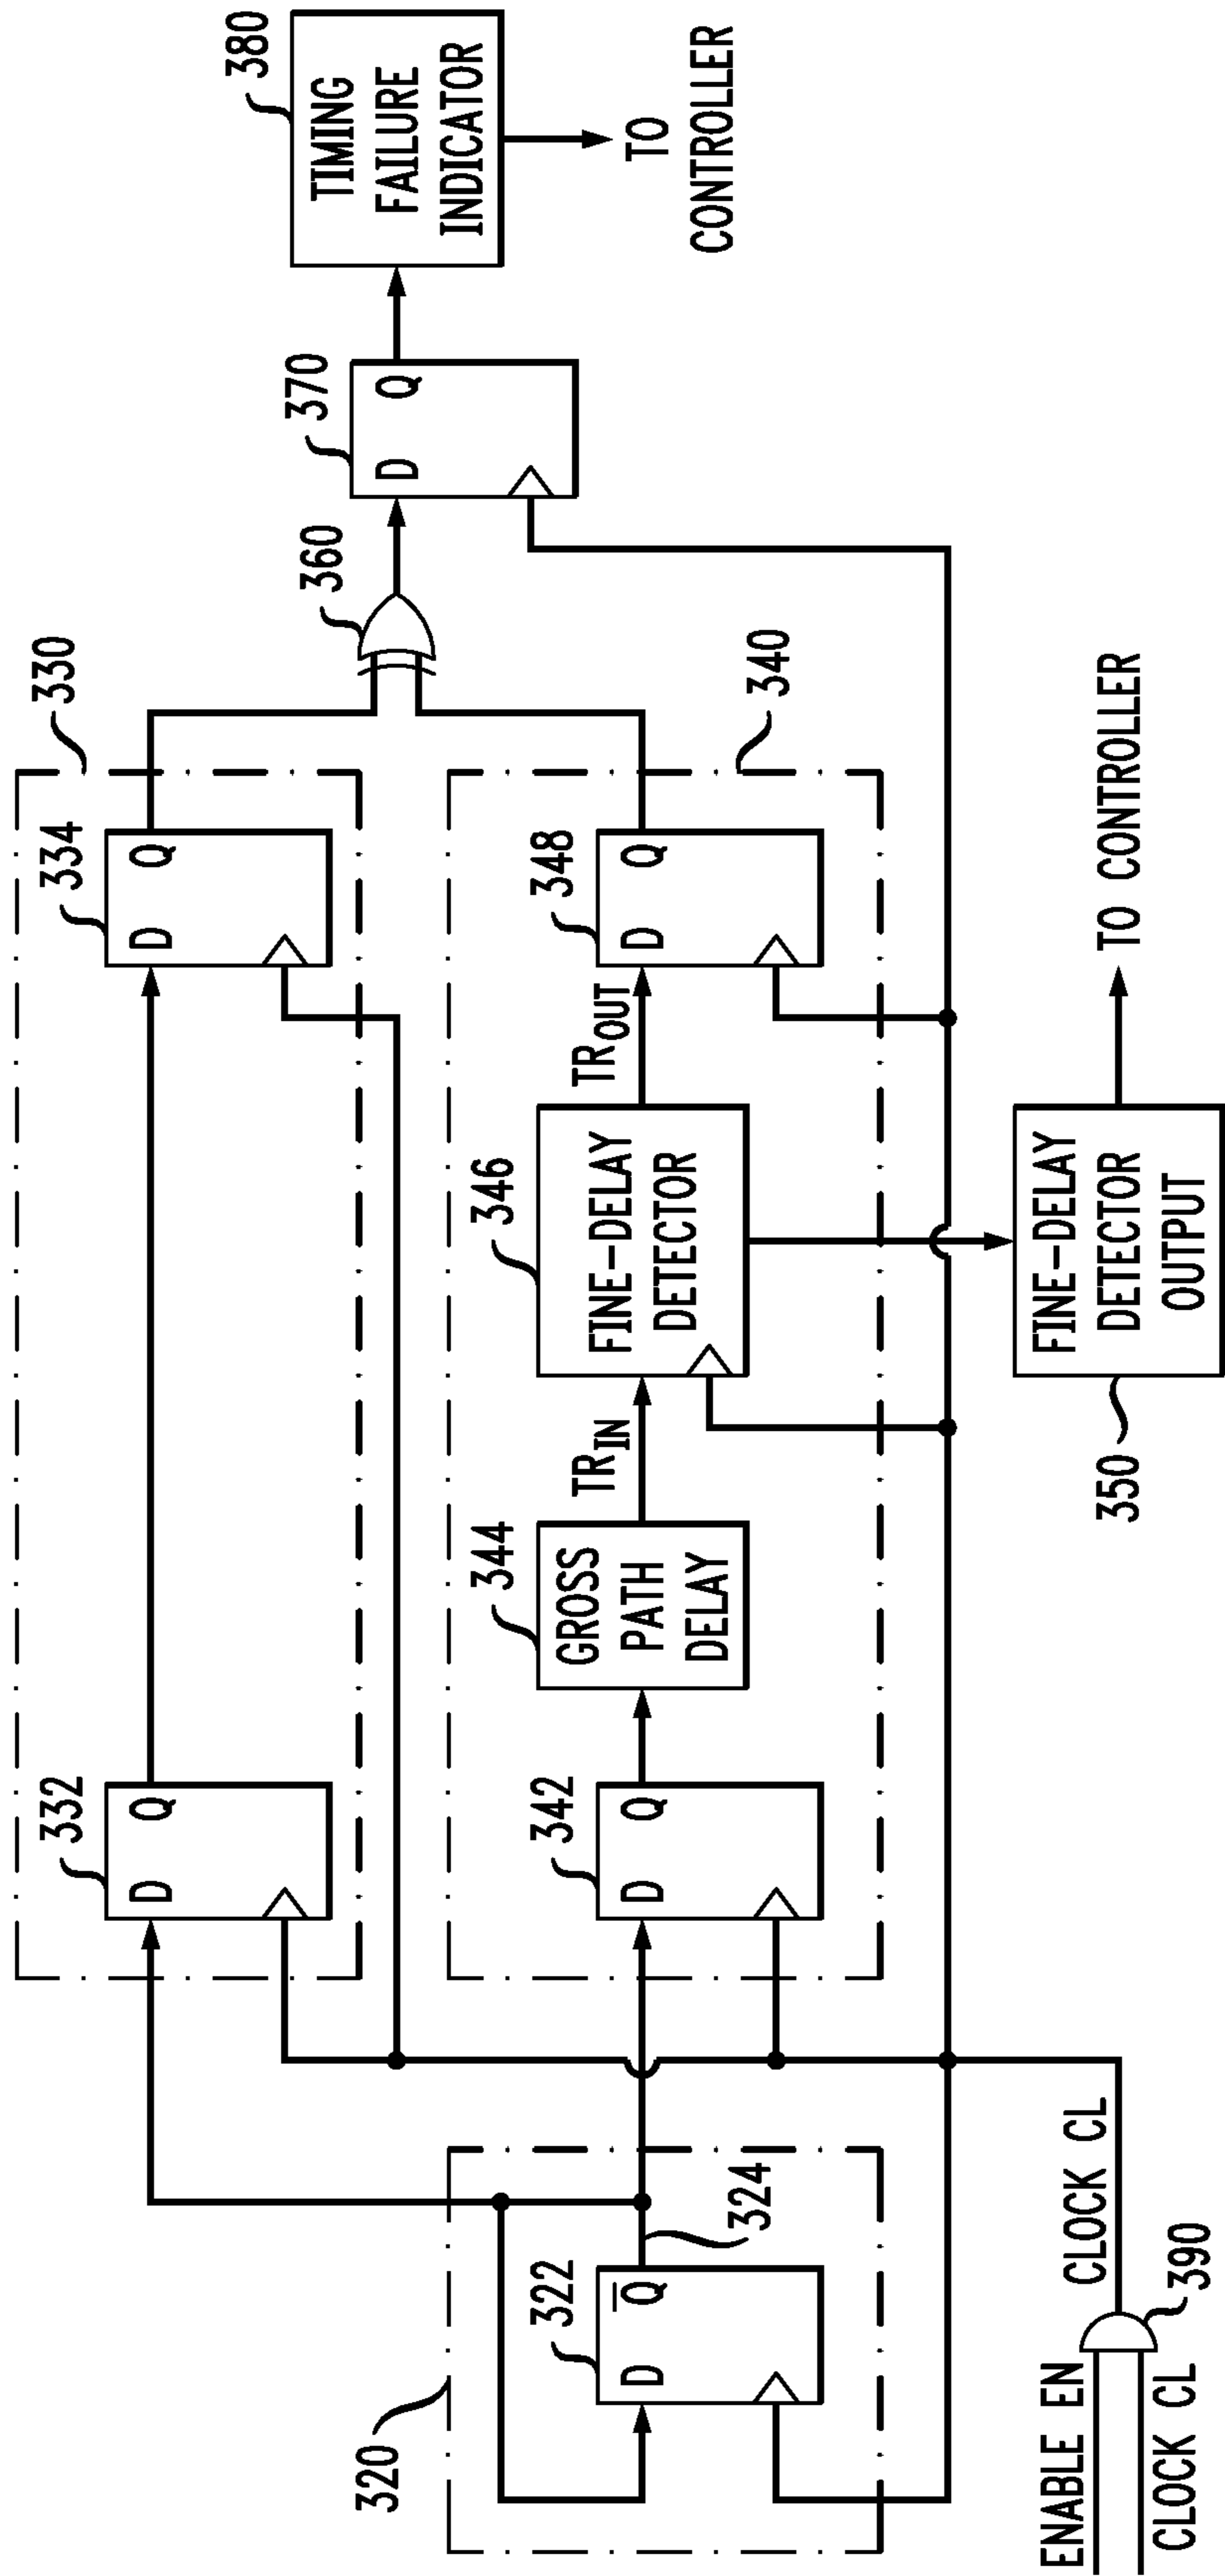 320
322
D Q̅
324
ENABLE EN
CLOCK CL
CLOCK CL
390
330
332
D Q
334
D Q
340
342
D Q
344
GROSS
PATH
DELAY
TR_IN
346
FINE-DELAY
DETECTOR
TR_OUT
348
D Q
350
FINE-DELAY
DETECTOR
OUTPUT
TO CONTROLLER
360
370
D Q
380
TIMING
FAILURE
INDICATOR
TO
CONTROLLER